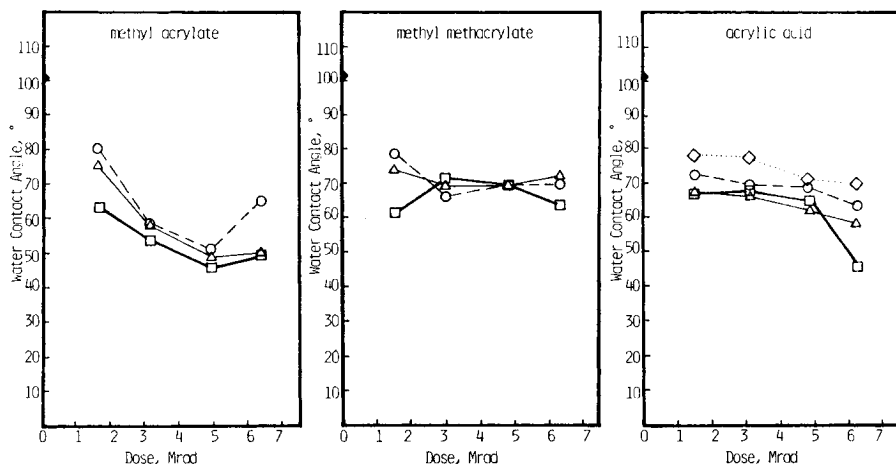 methyl acrylate
110
100
90
80
70
60
50
40
30
20
10
0 1 2 3 4 5 6 7
Water Contact Angle, °
Dose, Mrad
methyl methacrylate
110
100
90
80
70
60
50
40
30
20
10
0 1 2 3 4 5 6 7
Water Contact Angle, °
Dose, Mrad
acrylic acid
110
100
90
80
70
60
50
40
30
20
10
0 1 2 3 4 5 6 7
Water Contact Angle, °
Dose, Mrad